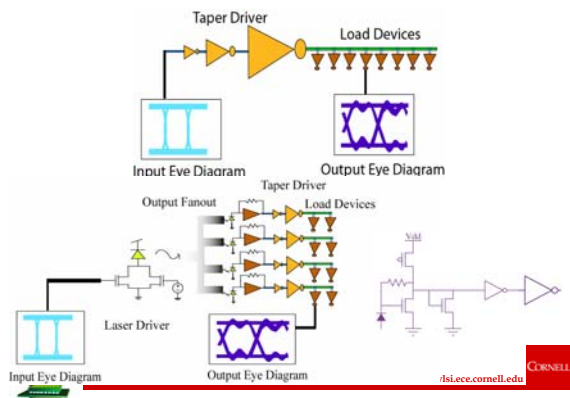 Taper Driver
Load Devices
Input Eye Diagram
Output Eye Diagram
Taper Driver
Output Fanout
Load Devices
Vdd
Laser Driver
Input Eye Diagram
Output Eye Diagram
vlsi.ece.cornell.edu
CORNELL